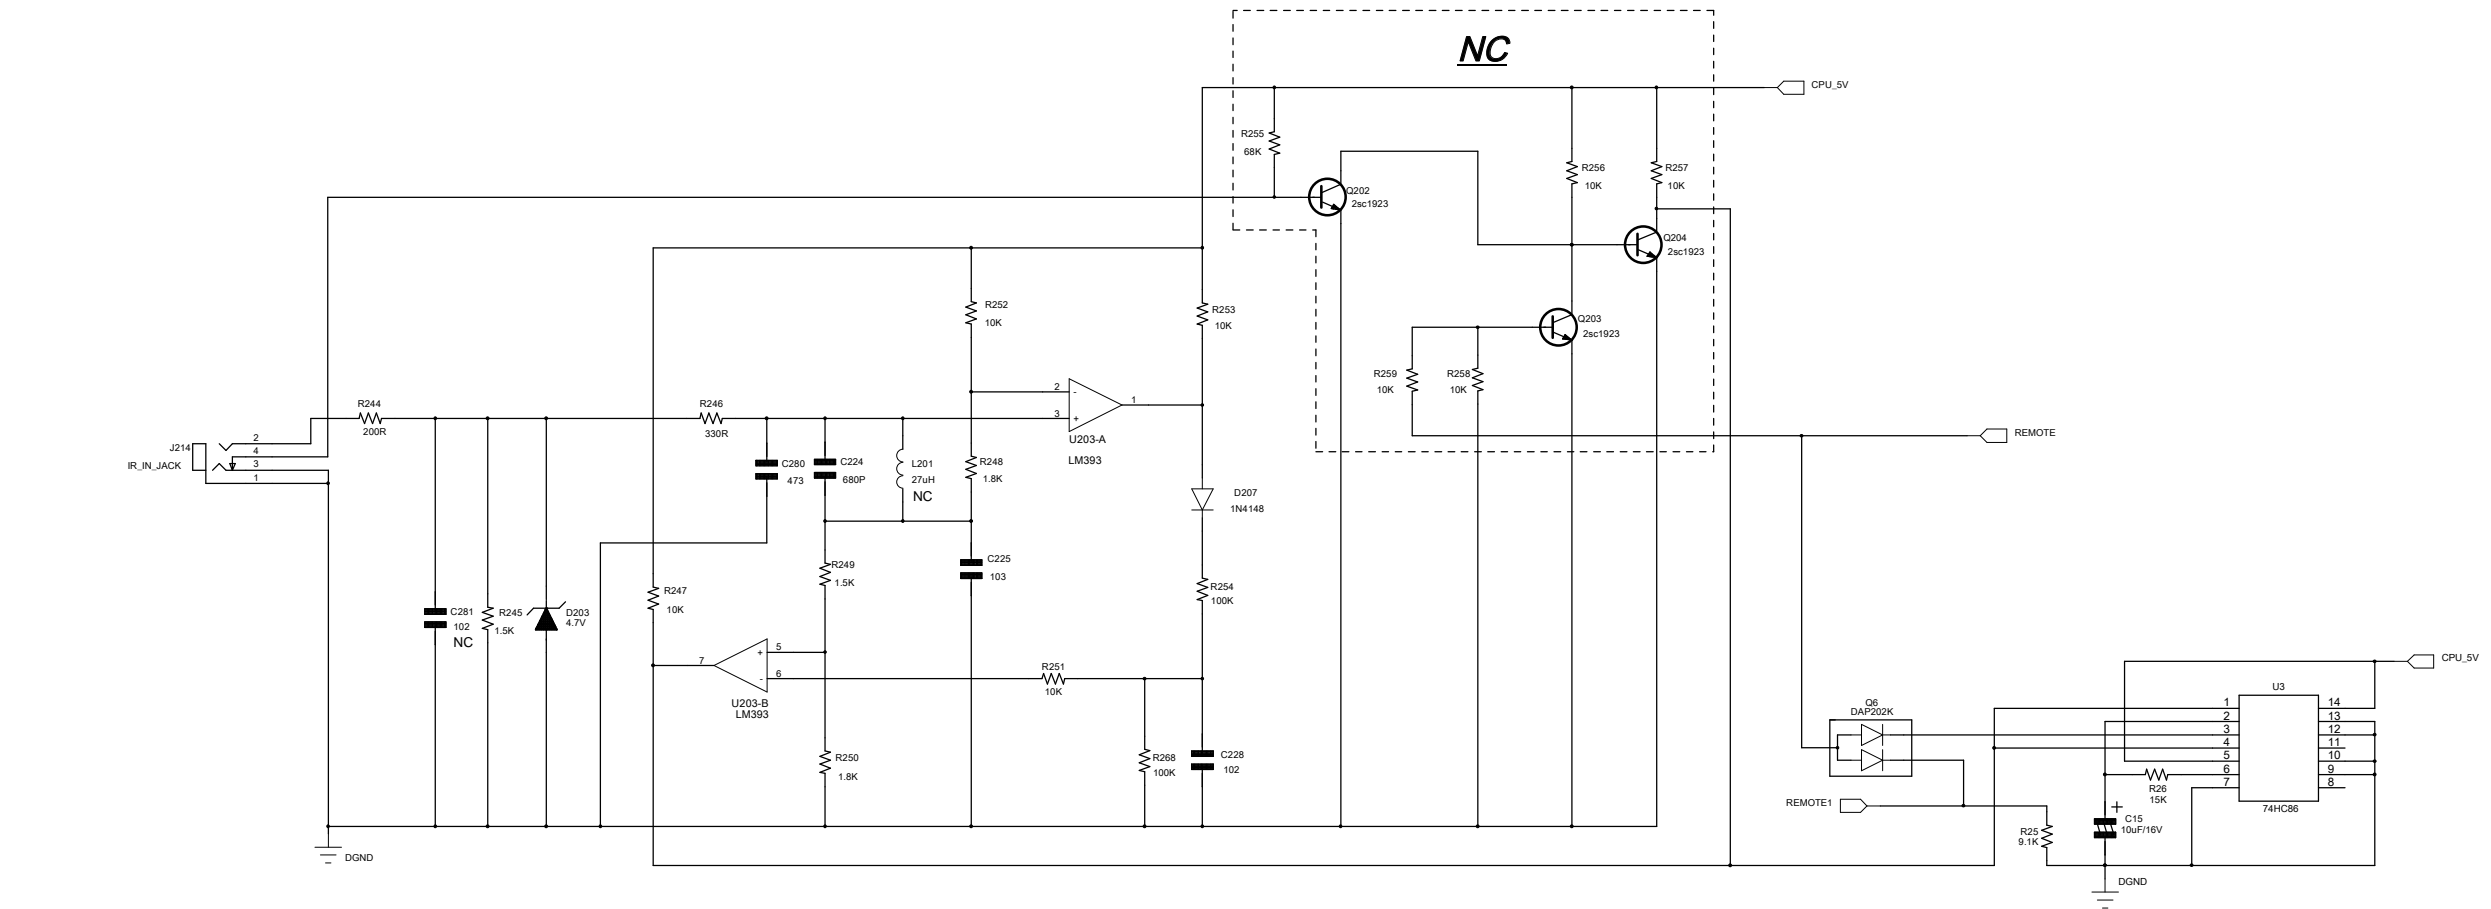 NC
CPU_5V
R255
68K
R256
10K
R257
10K
Q202
2sc1923
Q204
2sc1923
R252
10K
R253
10K
Q203
2sc1923
R259
10K
R258
10K
2
-
1
3
+
U203-A
LM393
R244
200R
R246
330R
REMOTE
J214
IR_IN_JACK
2
4
3
1
C280
473
C224
680P
L201
27uH
NC
R248
1.8K
D207
1N4148
R249
1.5K
C225
103
R254
100K
R247
10K
C281
102
NC
R245
1.5K
D203
4.7V
7
+
5
-
6
U203-B
LM393
R251
10K
CPU_5V
U3
Q6
DAP202K
1
2
3
4
5
6
7
14
13
12
11
10
9
8
74HC86
R250
1.8K
R268
100K
C228
102
R26
15K
REMOTE1
+
C15
10uF/16V
R25
9.1K
DGND
DGND